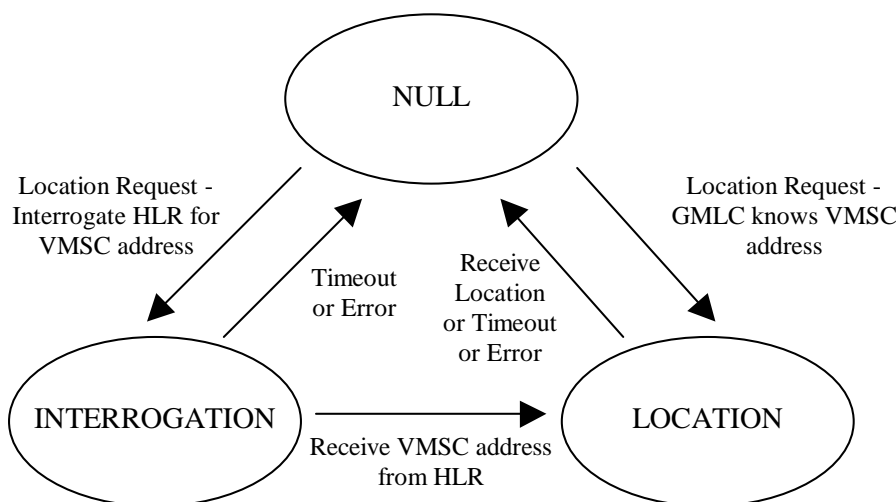 NULL
Location Request -
Interrogate HLR for
VMSC address
Location Request -
GMLC knows VMSC
address
Timeout
or Error
Receive
Location
or Timeout
or Error
INTERROGATION
LOCATION
Receive VMSC address
from HLR